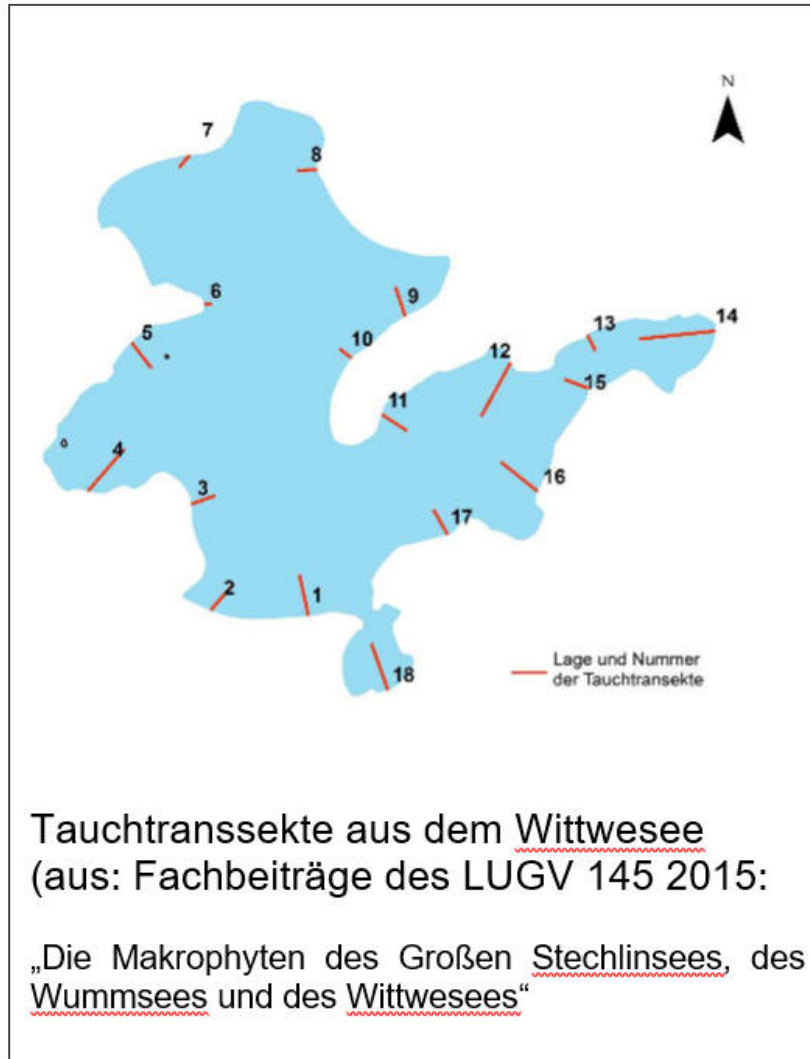 N
7
8
6
9
5
10
13
14
12
15
11
4
3
16
17
2
1
18
Lage und Nummer
der Tauchtransekte
Tauchtranssekte aus dem Wittwesee
(aus: Fachbeiträge des LUGV 145 2015:
„Die Makrophyten des Großen Stechlinsees, des
Wummsees und des Wittwesees“